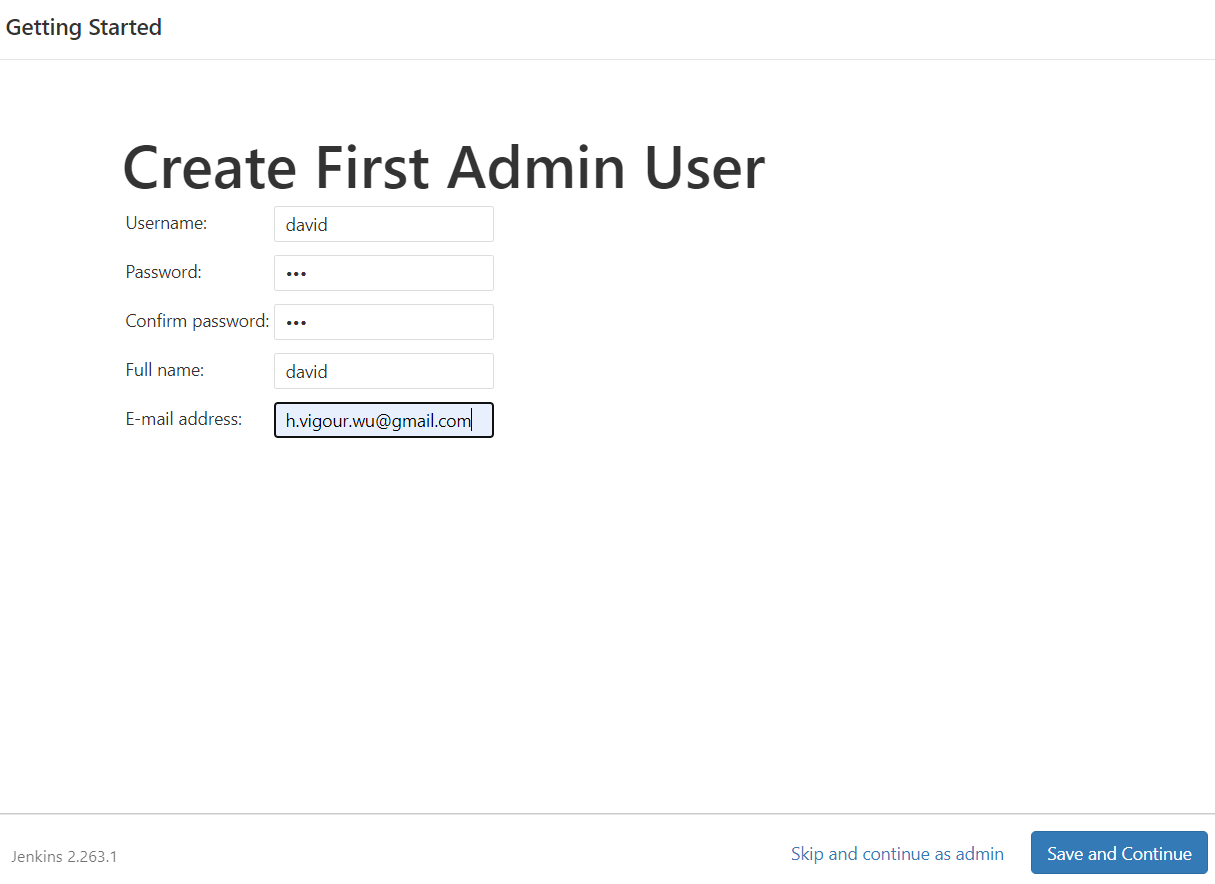 Getting Started
Create First Admin User
Username: david
Password: •••
Confirm password: •••
Full name: david
E-mail address: h.vigour.wu@gmail.com
Jenkins 2.263.1 Skip and continue as admin Save and Continue